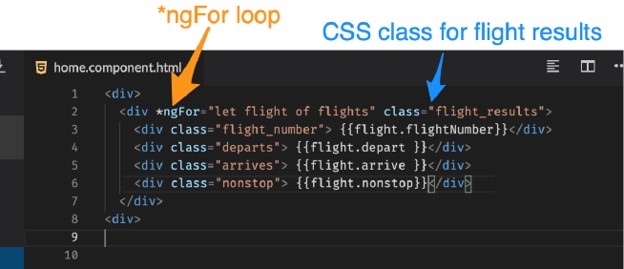 *ngFor loop
CSS class for flight results
home.component.html
1 <div>
2 <div *ngFor="let flight of flights" class="flight_results">
3 <div class="flight_number"> {{flight.flightNumber}}</div>
4 <div class="departs"> {{flight.depart }}</div>
5 <div class="arrives"> {{flight.arrive }}</div>
6 <div class="nonstop"> {{flight.nonstop}}</div>
7 </div>
8 <div>
9
10